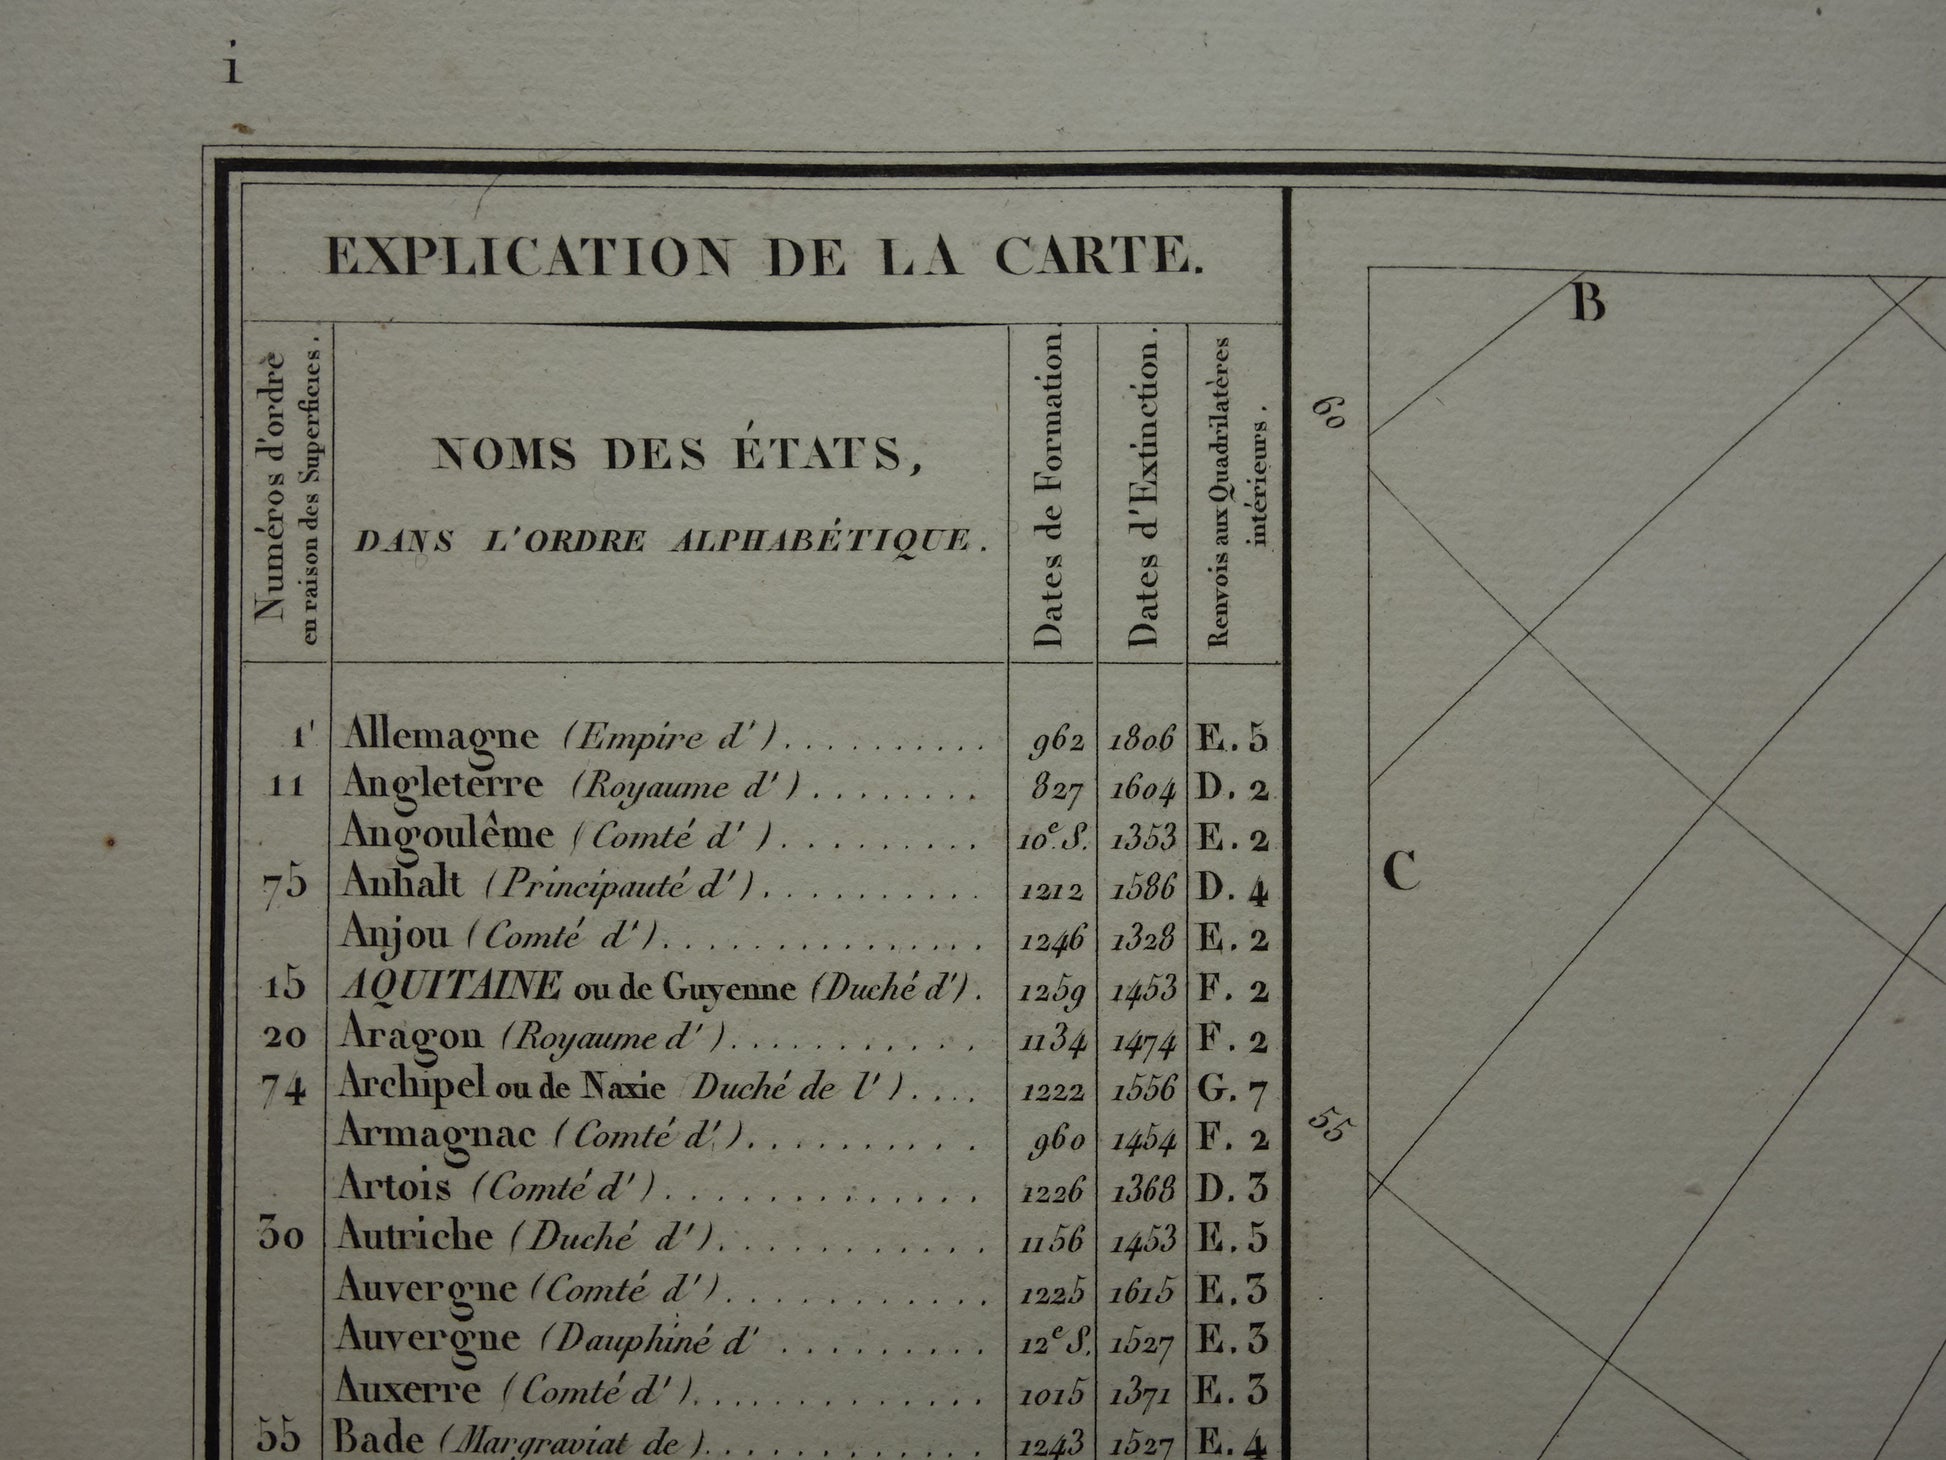 i
EXPLICATION DE LA CARTE.
Numéros d'ordre
en raison des Superficies.
NOMS DES ÉTATS,
DANS L'ORDRE ALPHABÉTIQUE.
Dates de Formation.
Dates d'Extinction.
Renvois aux Quadrilatères
intérieurs.
1' Allemagne (Empire d') . . . . . . . . . . 962 1806 E. 5
11 Angleterre (Royaume d') . . . . . . . . 827 1604 D. 2
Angoulême (Comté d') . . . . . . . . . . 10e. S. 1353 E. 2
75 Anhalt (Principauté d') . . . . . . . . . . 1212 1586 D. 4
Anjou (Comté d') . . . . . . . . . . . . . . . 1246 1328 E. 2
15 AQUITAINE ou de Guyenne (Duché d') . 1259 1453 F. 2
20 Aragon (Royaume d') . . . . . . . . . . . 1134 1474 F. 2
74 Archipel ou de Naxie Duché de l') . . . . 1222 1556 G. 7
Armagnac (Comté d') . . . . . . . . . . 960 1454 F. 2
Artois (Comté d') . . . . . . . . . . . . . 1226 1368 D. 3
30 Autriche (Duché d') . . . . . . . . . . . . 1156 1453 E. 5
Auvergne (Comté d') . . . . . . . . . . . . 1225 1615 E. 3
Auvergne (Dauphiné d' . . . . . . . . . 12e S. 1527 E. 3
Auxerre (Comté d') . . . . . . . . . . . . . 1015 1371 E. 3
55 Bade (Margraviat de) . . . . . . . . . . . . 1243 1527 E. 4
B
60
C
55